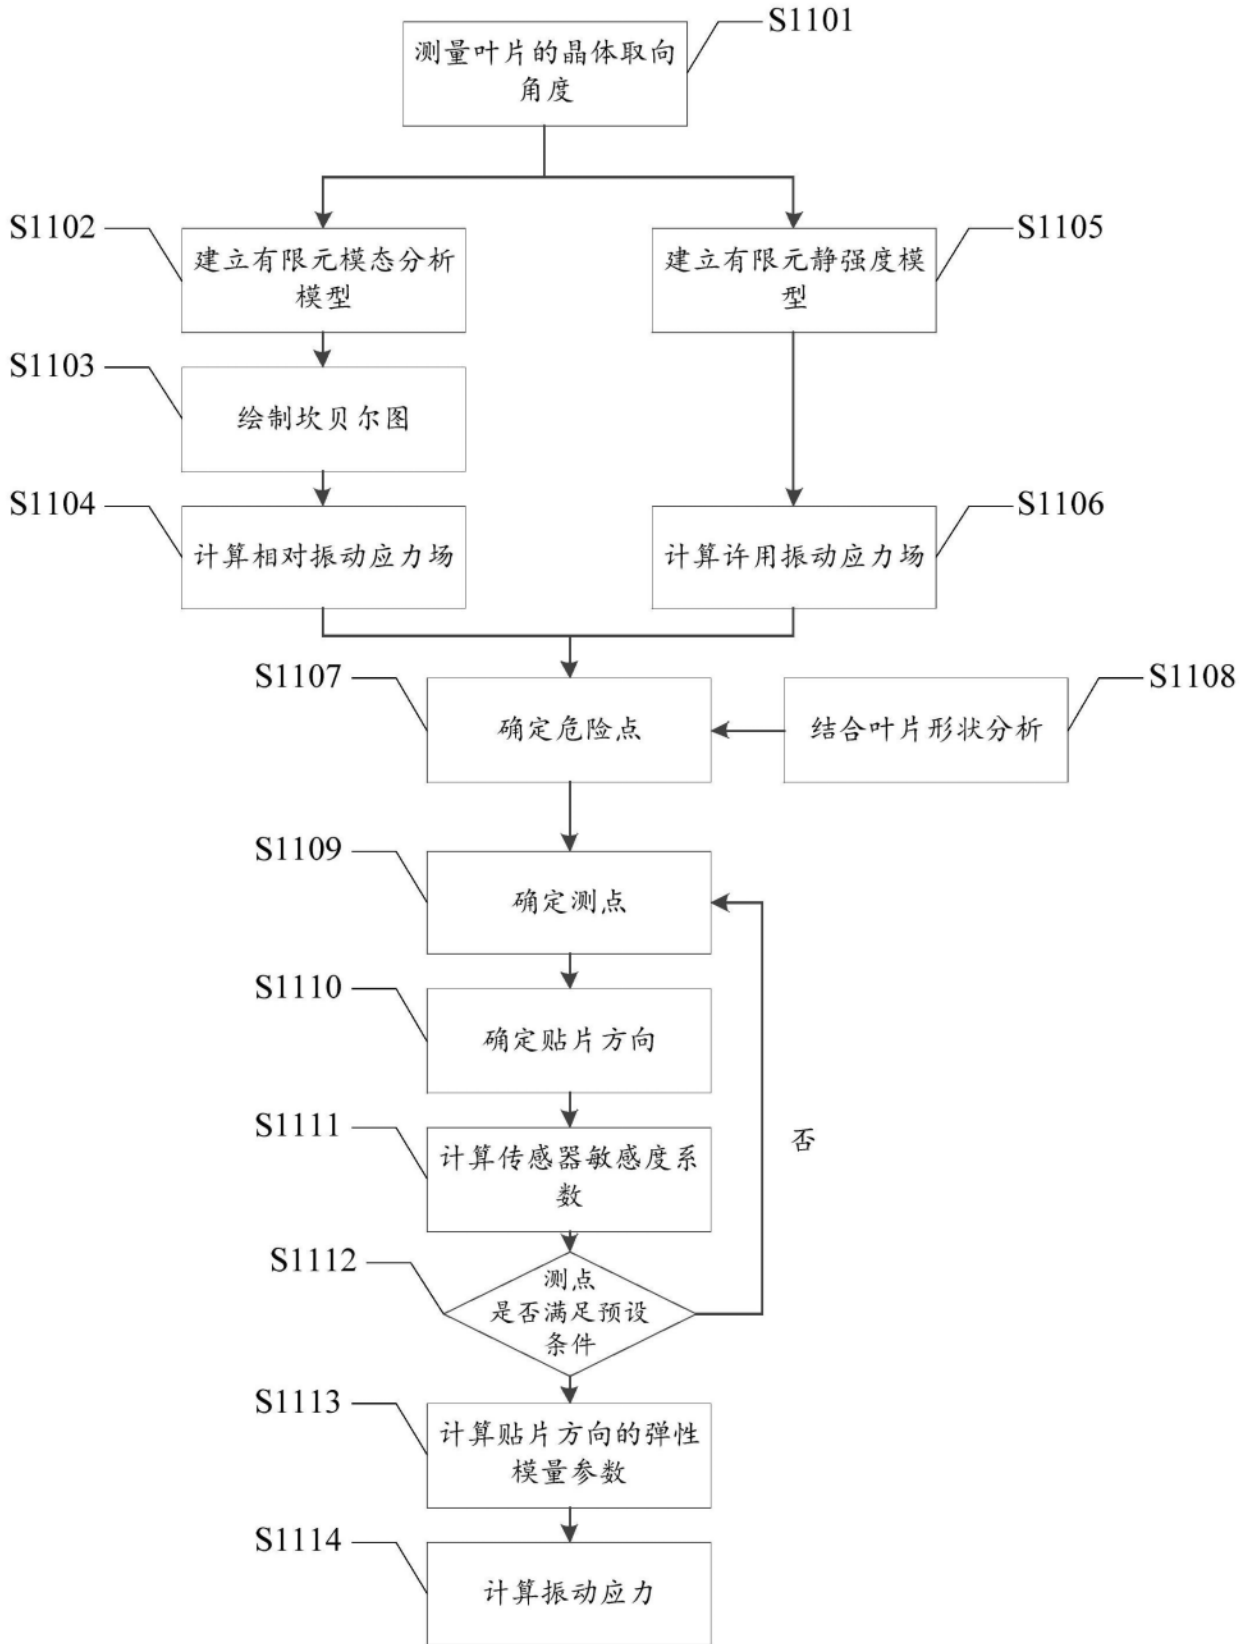 S1101
测量叶片的晶体取向
角度
S1102
建立有限元模态分析
模型
S1105
建立有限元静强度模
型
S1103
绘制坎贝尔图
S1104
计算相对振动应力场
S1106
计算许用振动应力场
S1107
确定危险点
S1108
结合叶片形状分析
S1109
确定测点
S1110
确定贴片方向
S1111
计算传感器敏感度系
数
否
S1112
测点
是否满足预设
条件
S1113
计算贴片方向的弹性
模量参数
S1114
计算振动应力